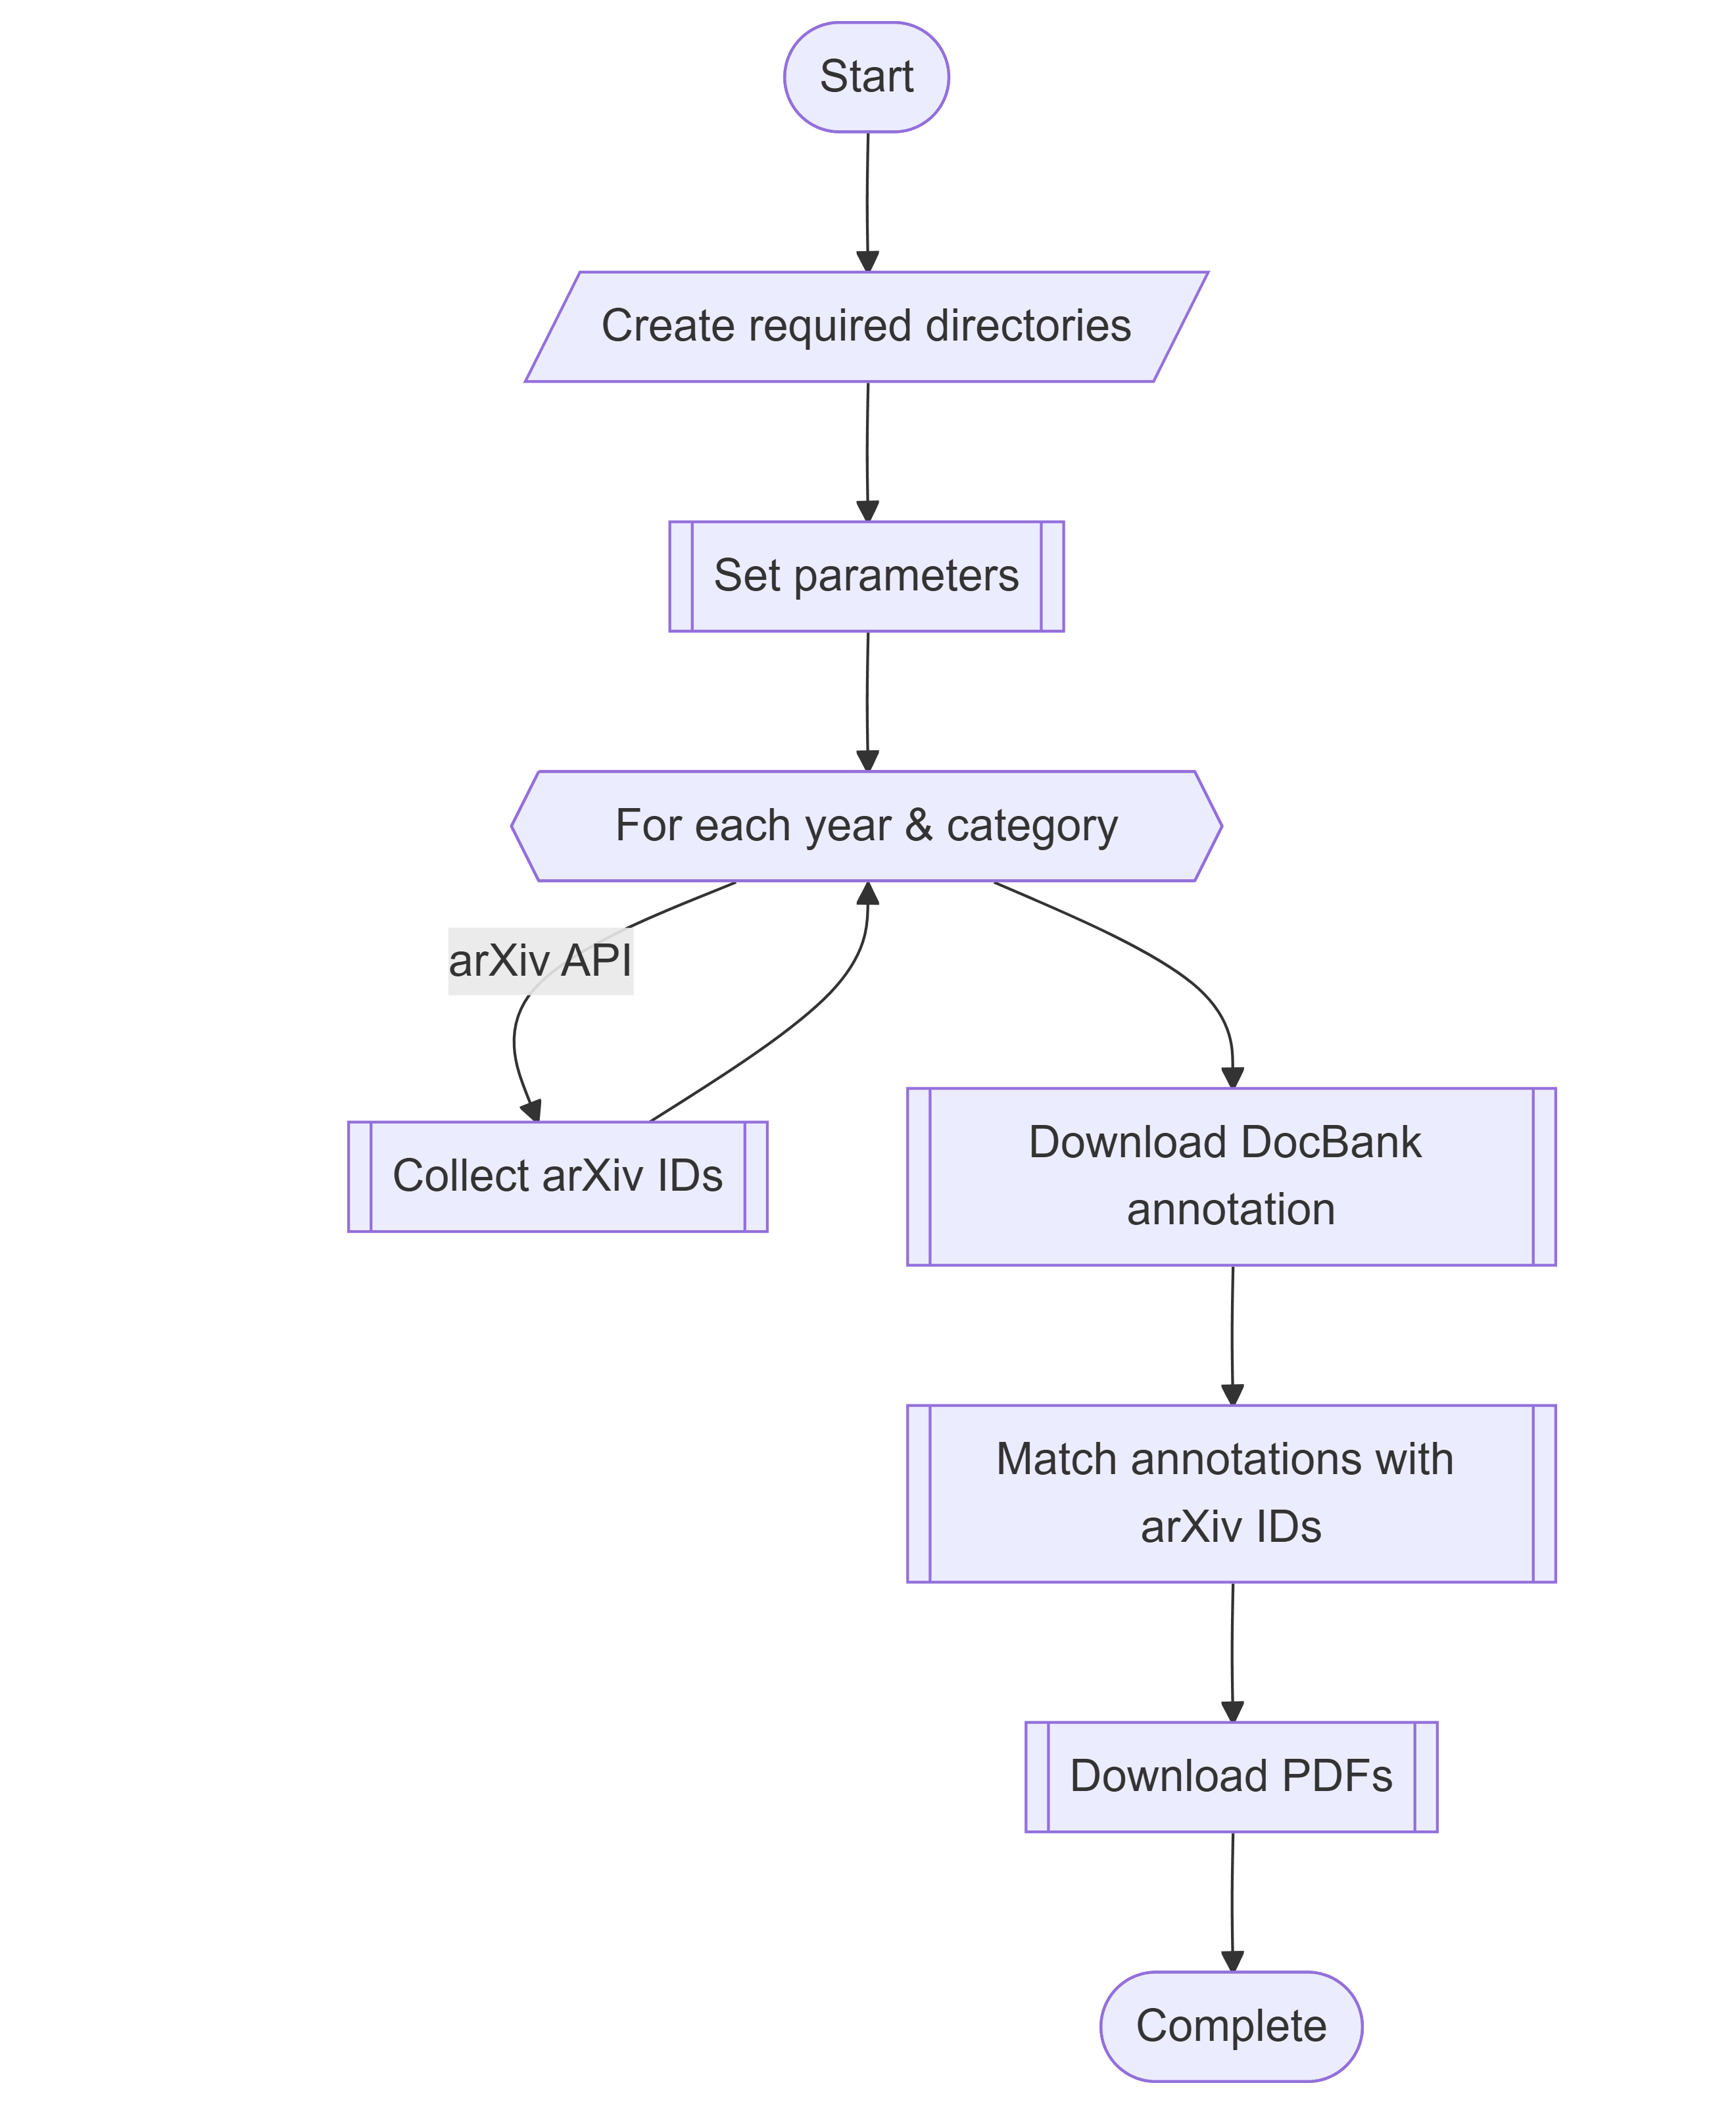 Start
Create required directories
Set parameters
For each year & category
arXiv API
Collect arXiv IDs
Download DocBank
annotation
Match annotations with
arXiv IDs
Download PDFs
Complete